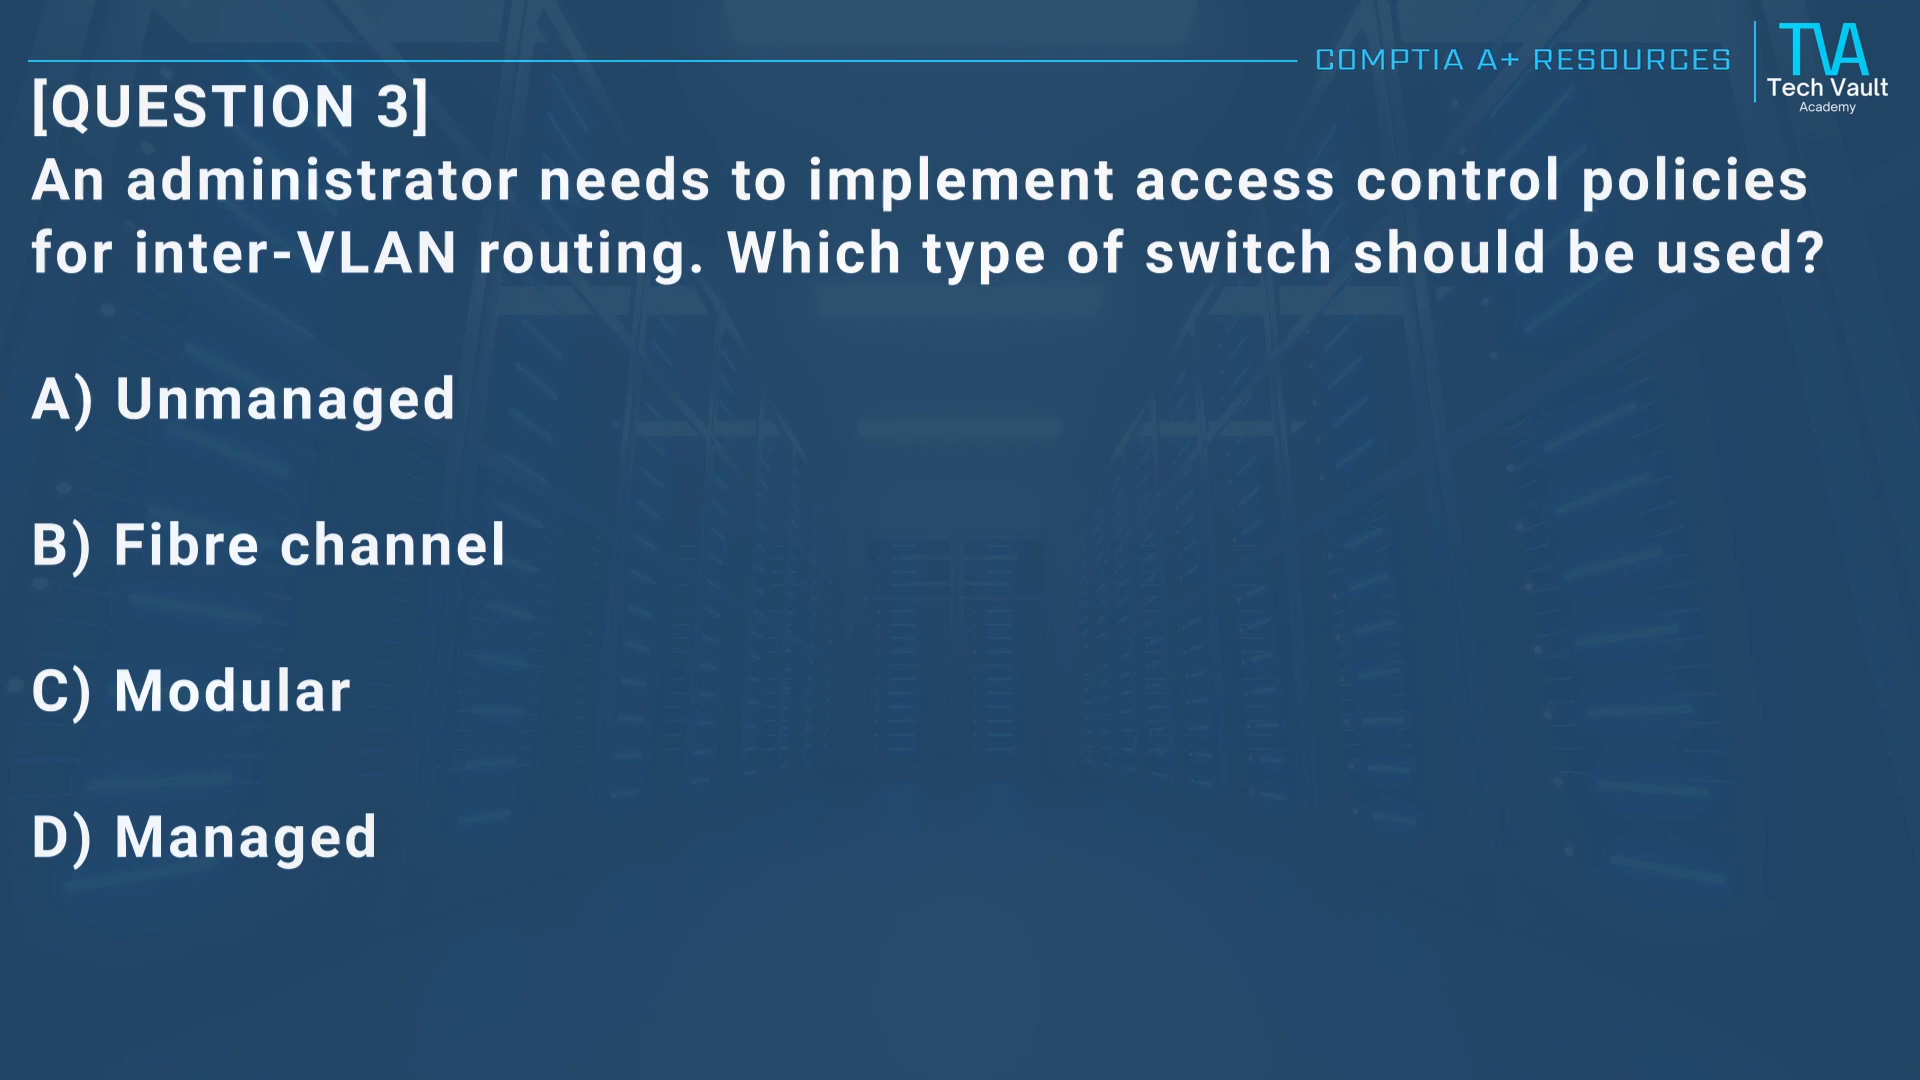 COMPTIA A+ RESOURCES
TVA
Tech Vault
Academy
[QUESTION 3]
An administrator needs to implement access control policies
for inter-VLAN routing. Which type of switch should be used?
A) Unmanaged
B) Fibre channel
C) Modular
D) Managed